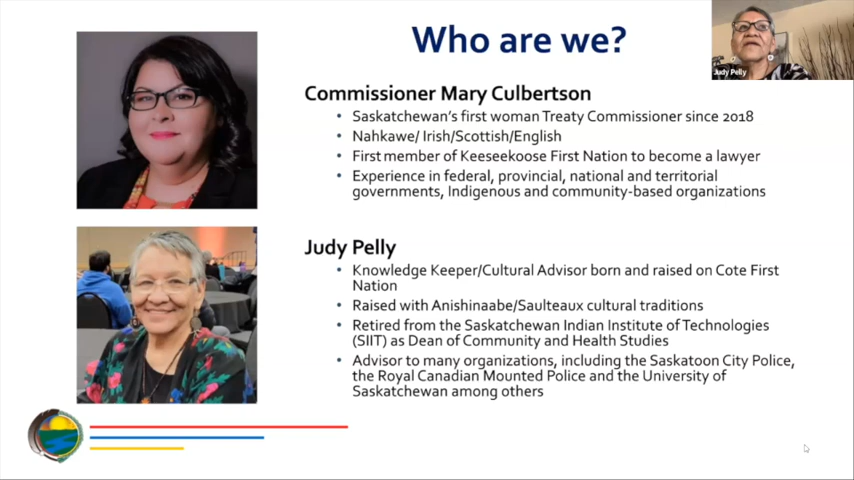 Who are we?
Judy Pelly
Commissioner Mary Culbertson
• Saskatchewan's first woman Treaty Commissioner since 2018
• Nahkawe/ Irish/Scottish/English
• First member of Keeseekoose First Nation to become a lawyer
• Experience in federal, provincial, national and territorial
governments, Indigenous and community-based organizations
Judy Pelly
• Knowledge Keeper/Cultural Advisor born and raised on Cote First
Nation
• Raised with Anishinaabe/Saulteaux cultural traditions
• Retired from the Saskatchewan Indian Institute of Technologies
(SIIT) as Dean of Community and Health Studies
• Advisor to many organizations, including the Saskatoon City Police,
the Royal Canadian Mounted Police and the University of
Saskatchewan among others